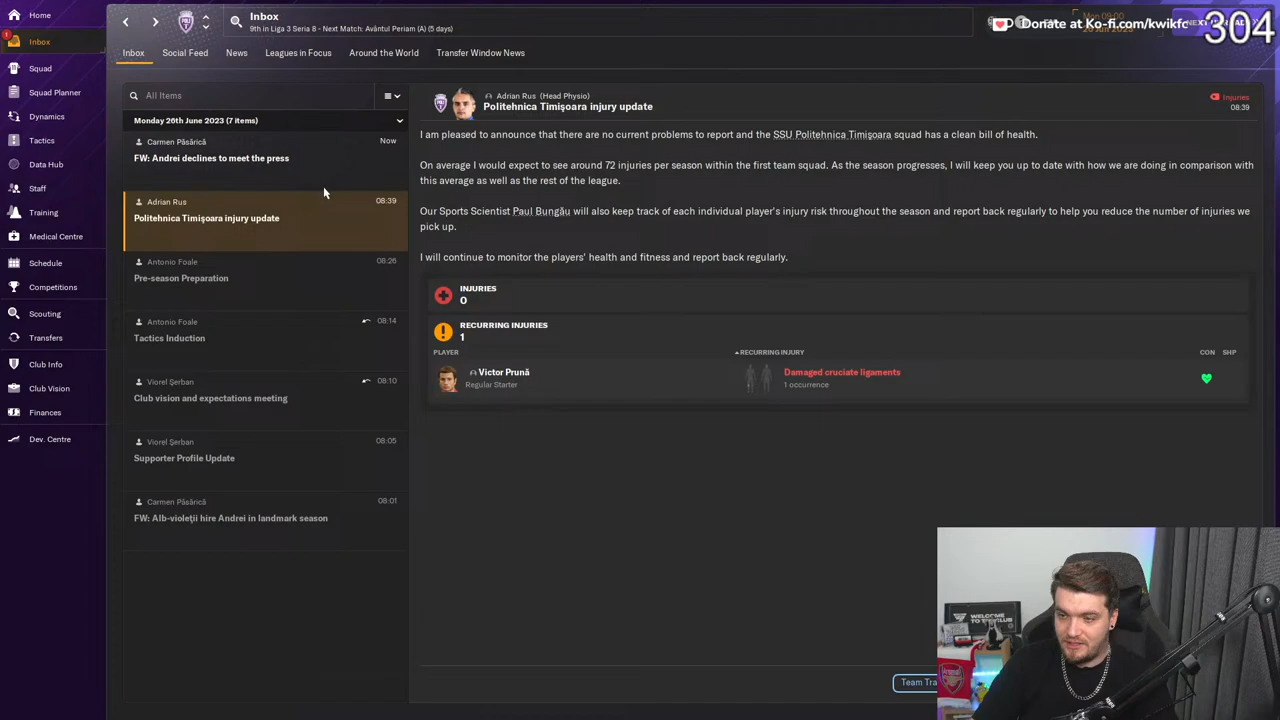 Home
1
Inbox
Squad
Squad Planner
Dynamics
Tactics
Data Hub
Staff
Training
Medical Centre
Schedule
Competitions
Scouting
Transfers
Club Info
Club Vision
Finances
Dev. Centre
Inbox
9th in Liga 3 Seria 8 - Next Match: Avântul Periam (A) (5 days)
Donate at Ko-fi.com/kwikfc
304
Inbox
Social Feed
News
Leagues in Focus
Around the World
Transfer Window News
All Items
Monday 26th June 2023 (7 items)
Carmen Păsărică
Now
FW: Andrei declines to meet the press
Adrian Rus
08:39
Politehnica Timişoara injury update
Antonio Foale
08:26
Pre-season Preparation
Antonio Foale
08:14
Tactics Induction
Viorel Şerban
08:10
Club vision and expectations meeting
Viorel Şerban
08:05
Supporter Profile Update
Carmen Păsărică
08:01
FW: Alb-violeţii hire Andrei in landmark season
Adrian Rus (Head Physio)
Politehnica Timişoara injury update
Injuries
08:39
I am pleased to announce that there are no current problems to report and the SSU Politehnica Timişoara squad has a clean bill of health.
On average I would expect to see around 72 injuries per season within the first team squad. As the season progresses, I will keep you up to date with how we are doing in comparison with
this average as well as the rest of the league.
Our Sports Scientist Paul Bungău will also keep track of each individual player's injury risk throughout the season and report back regularly to help you reduce the number of injuries we
pick up.
I will continue to monitor the players' health and fitness and report back regularly.
INJURIES
0
RECURRING INJURIES
1
PLAYER
RECURRING INJURY
CON
SHP
Victor Prună
Regular Starter
Damaged cruciate ligaments
1 occurrence
Team Tra
WELCOME
Arsenal